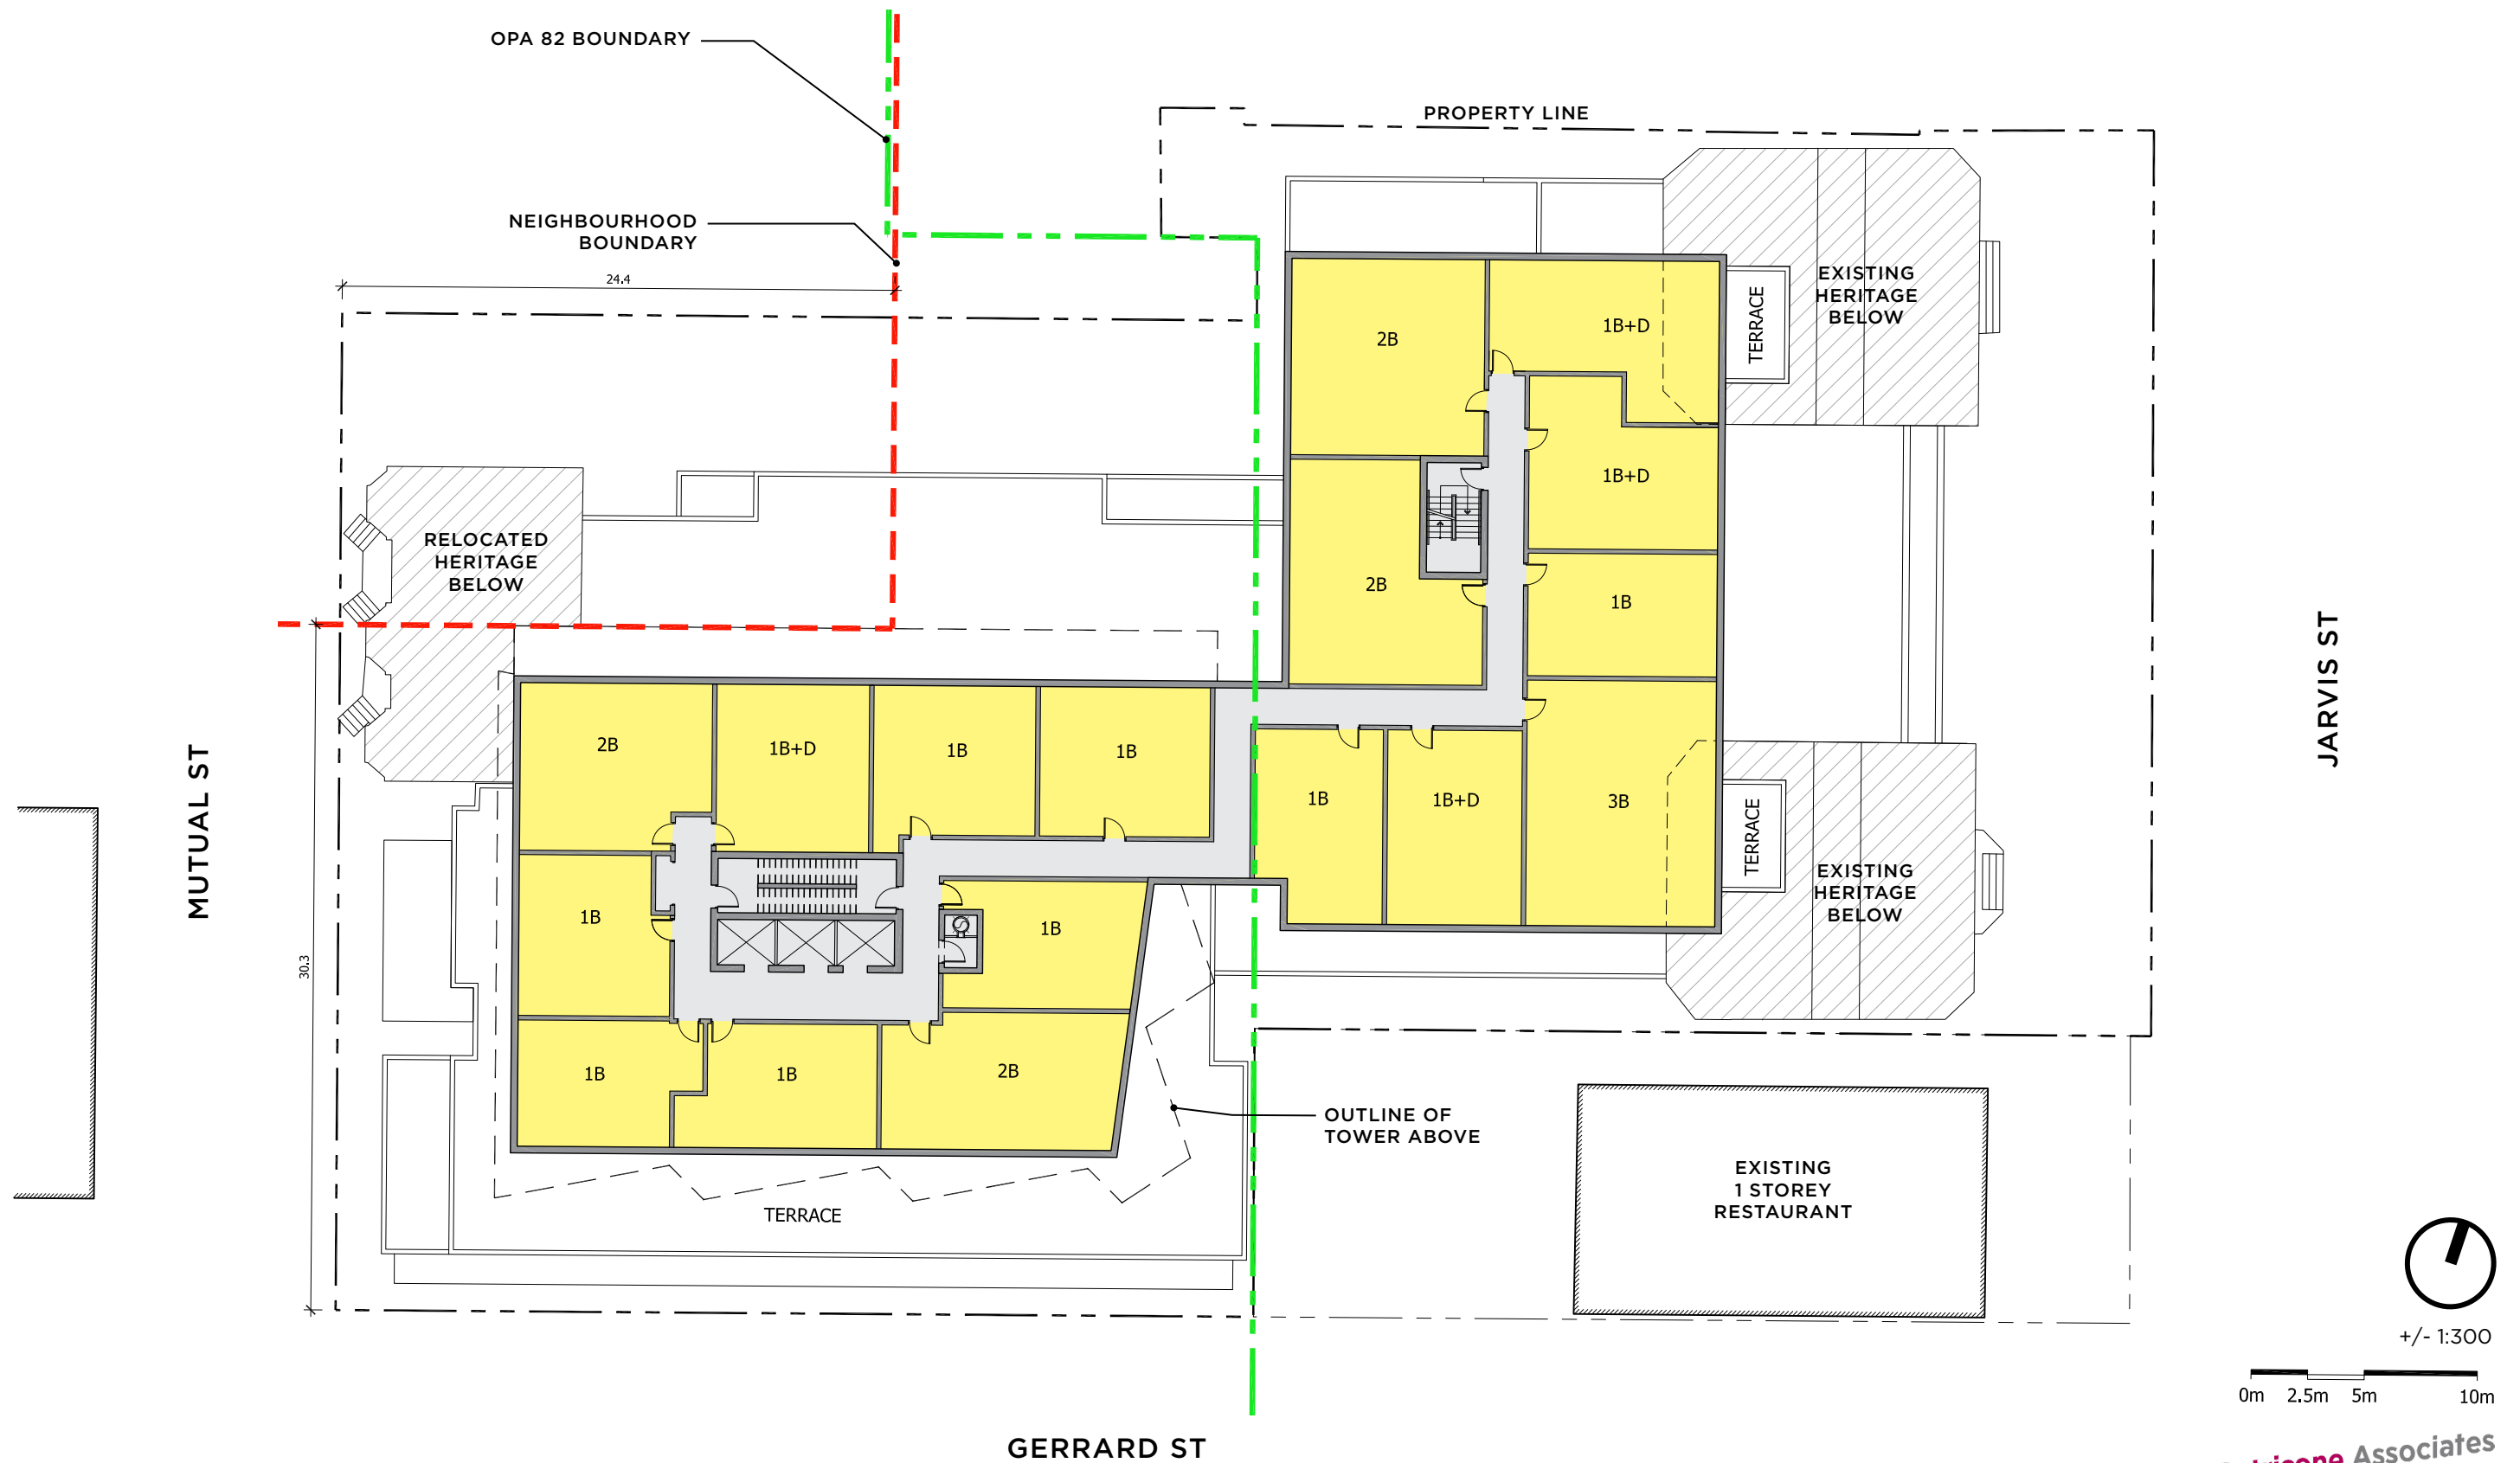 OPA 82 BOUNDARY
PROPERTY LINE
NEIGHBOURHOOD
BOUNDARY
24.4
EXISTING
HERITAGE
BELOW
TERRACE
2B
1B+D
1B+D
RELOCATED
HERITAGE
BELOW
2B
1B
JARVIS ST
MUTUAL ST
2B
1B+D
1B
1B
1B
1B+D
3B
TERRACE
EXISTING
HERITAGE
BELOW
1B
1B
30.3
1B
1B
2B
OUTLINE OF
TOWER ABOVE
EXISTING
1 STOREY
RESTAURANT
TERRACE
+/- 1:300
0m 2.5m 5m 10m
GERRARD ST
Associates